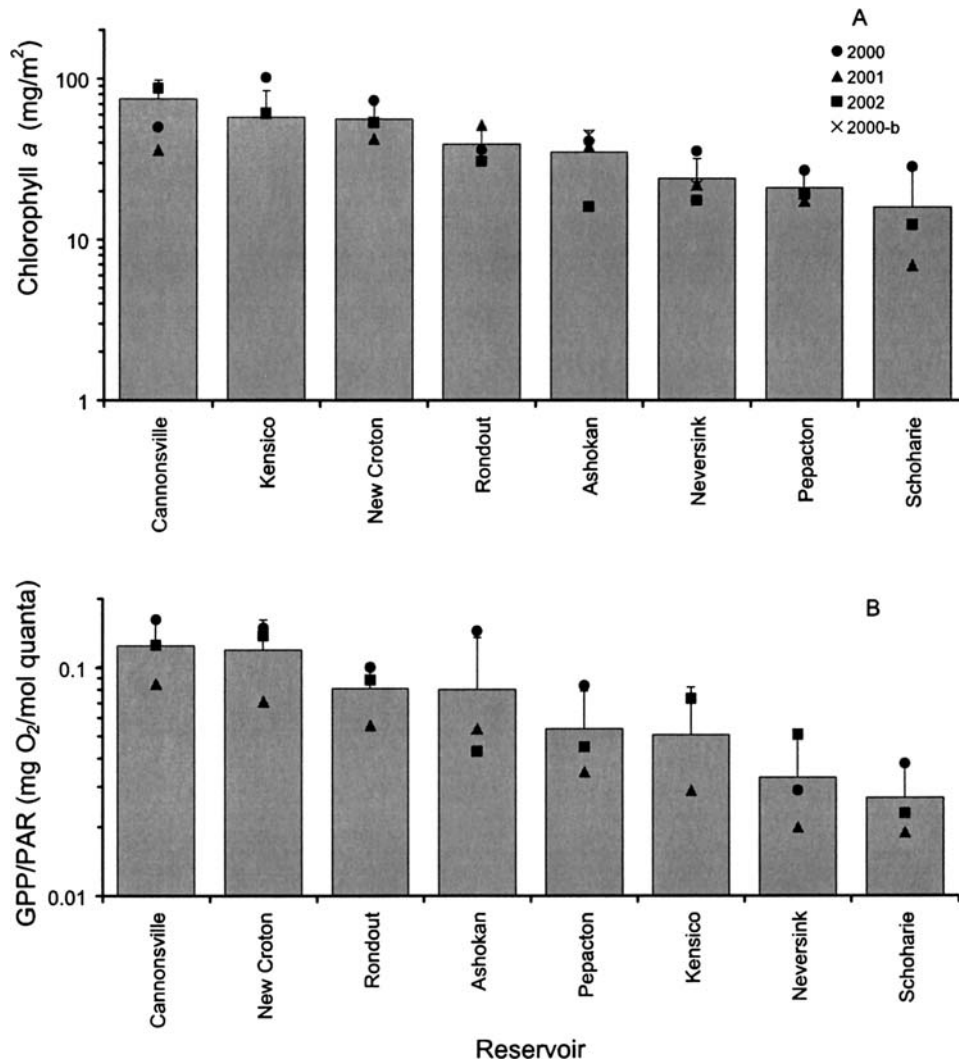 A
2000
2001
2002
2000-b
Chlorophyll a (mg/m²)
100
10
1
Cannonsville
Kensico
New Croton
Rondout
Ashokan
Neversink
Pepacton
Schoharie
B
GPP/PAR (mg O₂/mol quanta)
0.1
0.01
Cannonsville
New Croton
Rondout
Ashokan
Pepacton
Kensico
Neversink
Schoharie
Reservoir